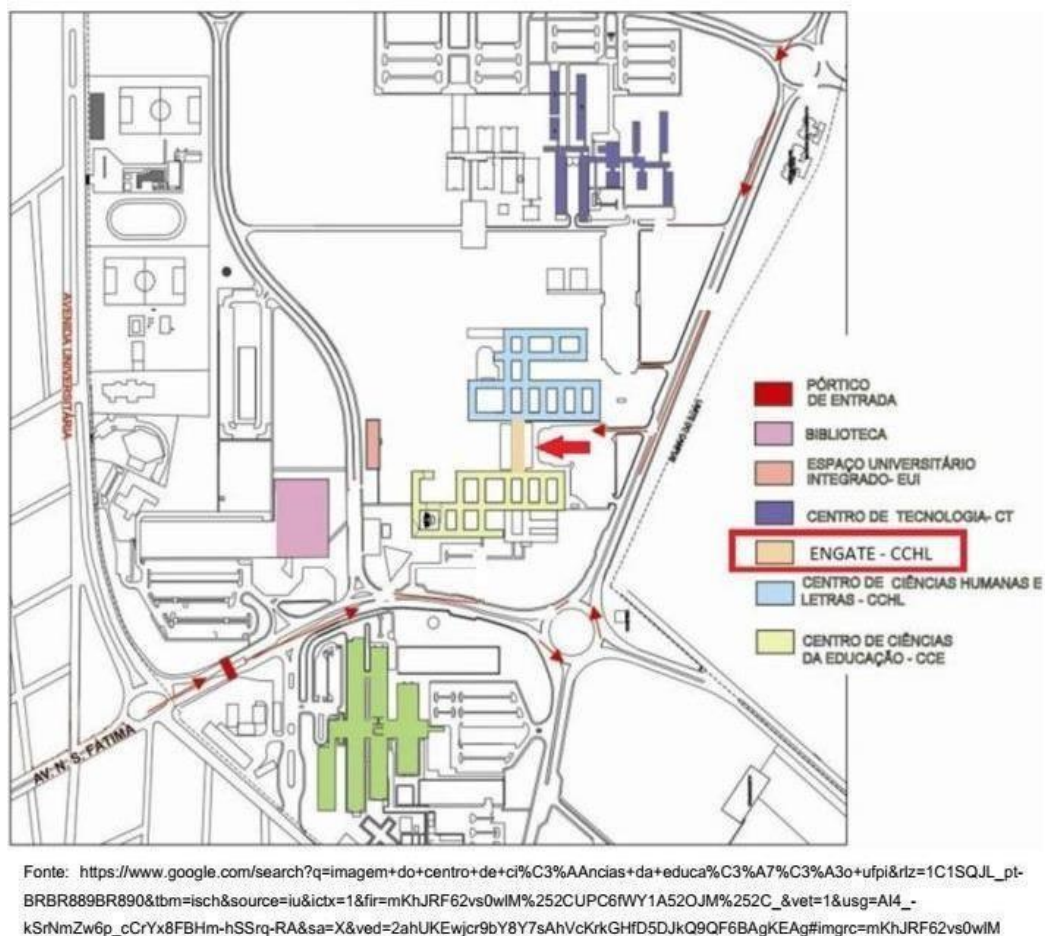 AVENIDA UNIVERSITÁRIA
PÓRTICO
DE ENTRADA
BIBLIOTECA
ESPAÇO UNIVERSITÁRIO
INTEGRADO- EUI
CENTRO DE TECNOLOGIA- CT
ENGATE - CCHL
CENTRO DE CIÊNCIAS HUMANAS E
LETRAS - CCHL
CENTRO DE CIÊNCIAS
DA EDUCAÇÃO - CCE
HU
AV. N. S. FÁTIMA
Fonte: https://www.google.com/search?q=imagem+do+centro+de+ci%C3%AAncias+da+educa%C3%A7%C3%A3o+ufpi&rlz=1C1SQJL_pt-
BRBR889BR890&tbm=isch&source=iu&ictx=1&fir=mKhJRF62vs0wIM%252CUPC6fWY1A52OJM%252C_&vet=1&usg=AI4_-
kSrNmZw6p_cCrYx8FBHm-hSSrq-RA&sa=X&ved=2ahUKEwjcr9bY8Y7sAhVcKrkGHfD5DJkQ9QF6BAgKEAg#imgrc=mKhJRF62vs0wIM